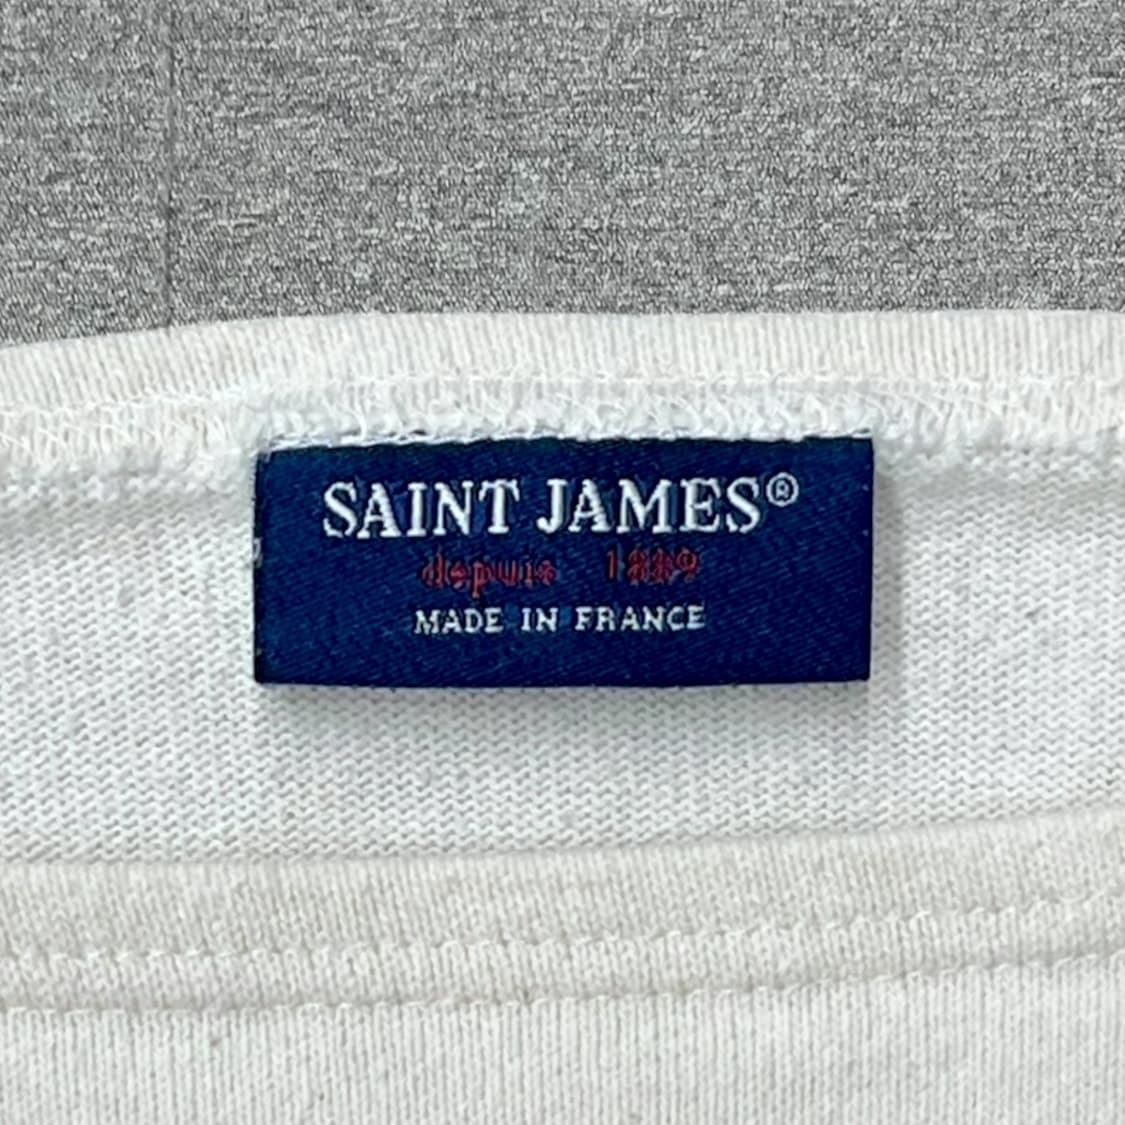 SAINT JAMES®
depuis 1889
MADE IN FRANCE